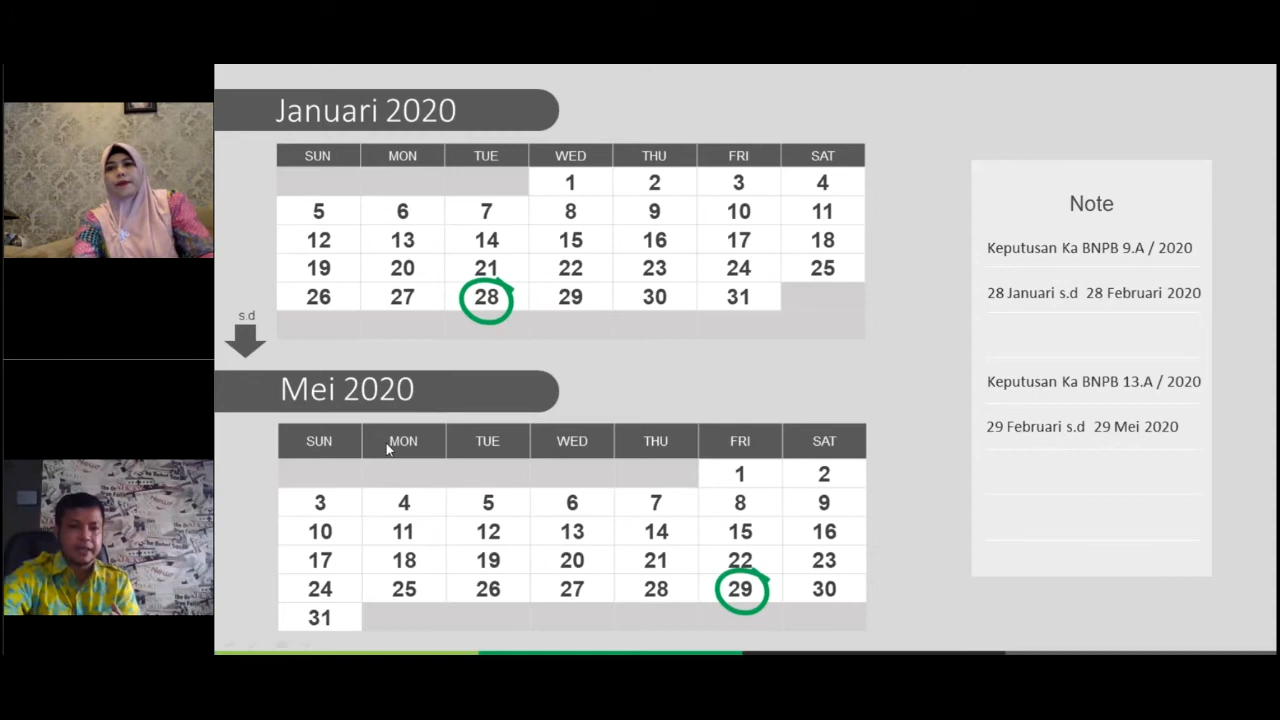 Januari 2020
SUN MON TUE WED THU FRI SAT
1 2 3 4
5 6 7 8 9 10 11
12 13 14 15 16 17 18
19 20 21 22 23 24 25
26 27 28 29 30 31
s.d
Mei 2020
SUN MON TUE WED THU FRI SAT
1 2
3 4 5 6 7 8 9
10 11 12 13 14 15 16
17 18 19 20 21 22 23
24 25 26 27 28 29 30
31
Note
Keputusan Ka BNPB 9.A / 2020
28 Januari s.d 28 Februari 2020
Keputusan Ka BNPB 13.A / 2020
29 Februari s.d 29 Mei 2020